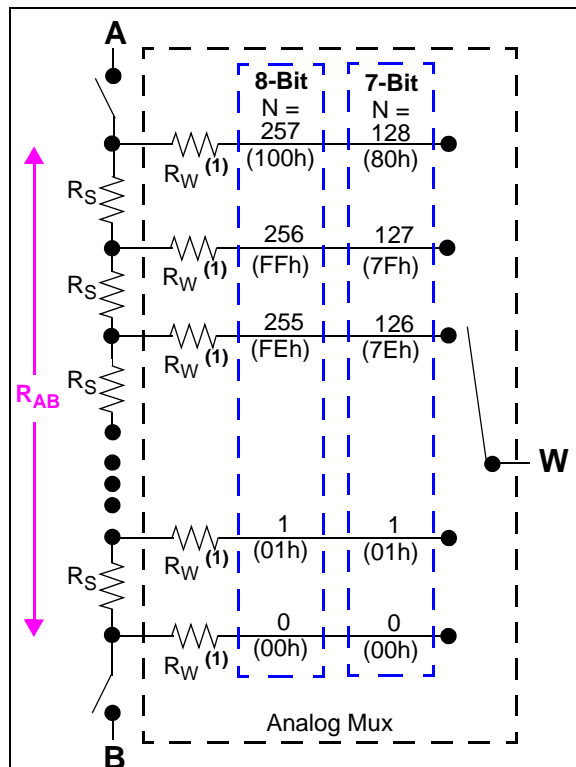 A
8-Bit
N =
7-Bit
N =
257
(100h)
128
(80h)
RW (1)
RS
256
(FFh)
127
(7Fh)
RW (1)
RS
255
(FEh)
126
(7Eh)
RW (1)
RS
RAB
W
1
(01h)
1
(01h)
RW (1)
RS
0
(00h)
0
(00h)
RW (1)
Analog Mux
B